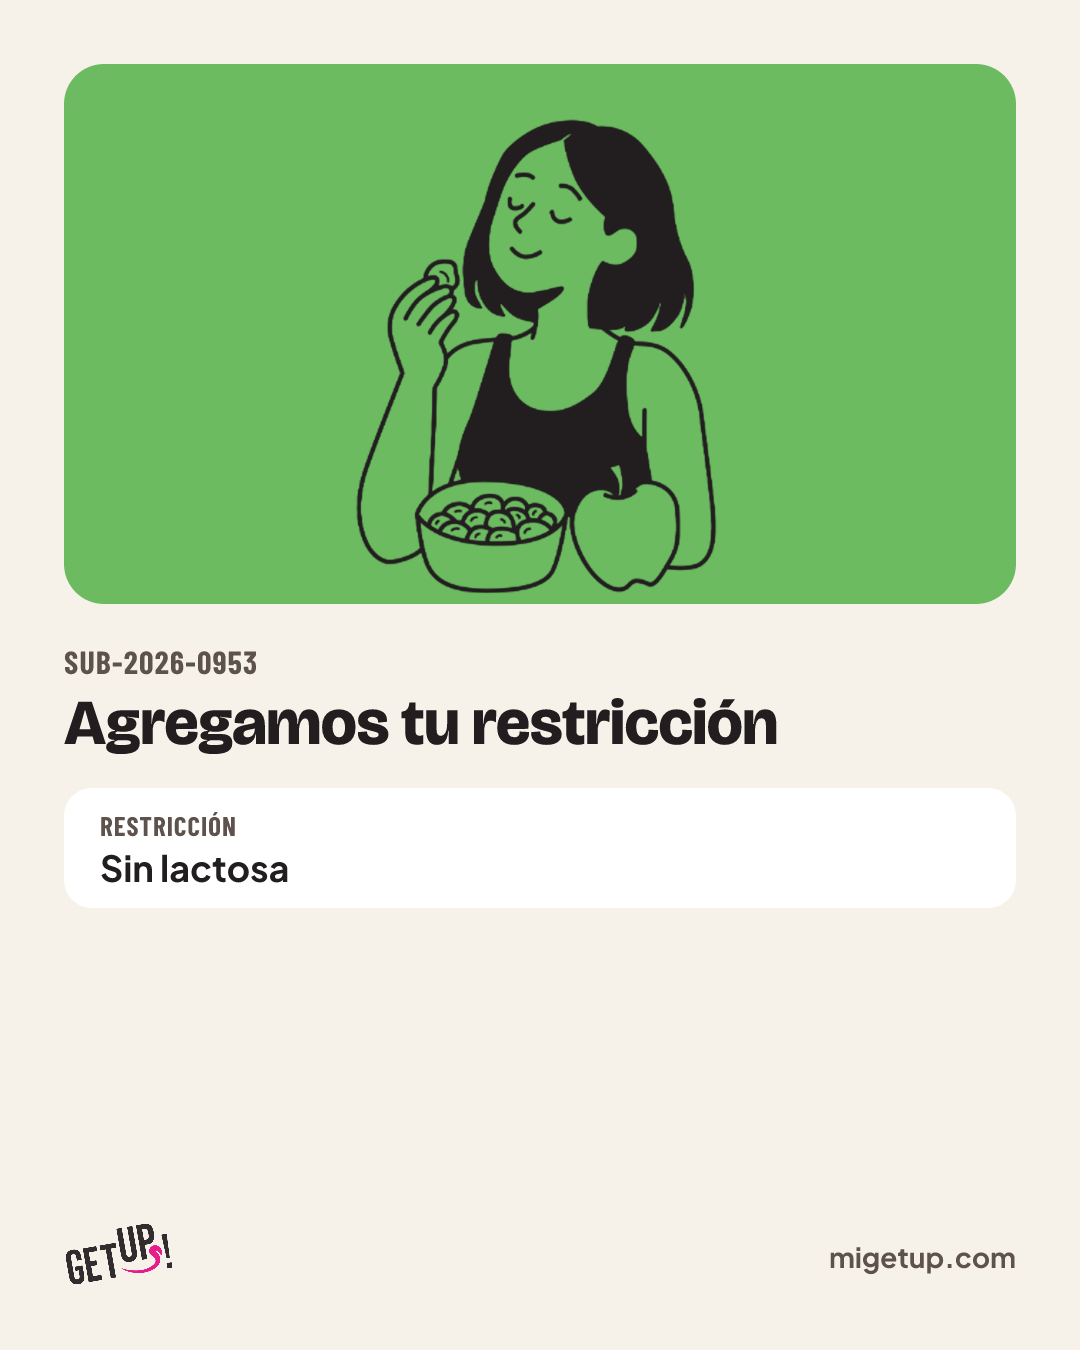 SUB-2026-0953
Agregamos tu restricción
RESTRICCIÓN
Sin lactosa
GETUP!
migetup.com